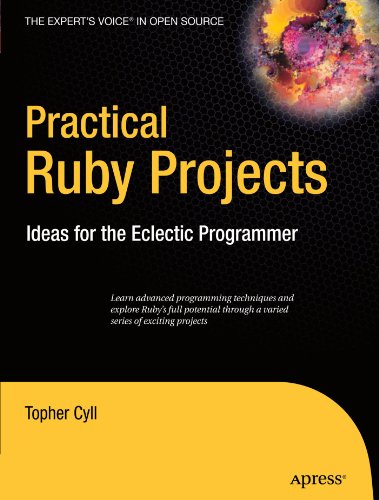 THE EXPERT'S VOICE® IN OPEN SOURCE
Practical
Ruby Projects
Ideas for the Eclectic Programmer
Learn advanced programming techniques and
explore Ruby's full potential through a varied
series of exciting projects
Topher Cyll
Apress®